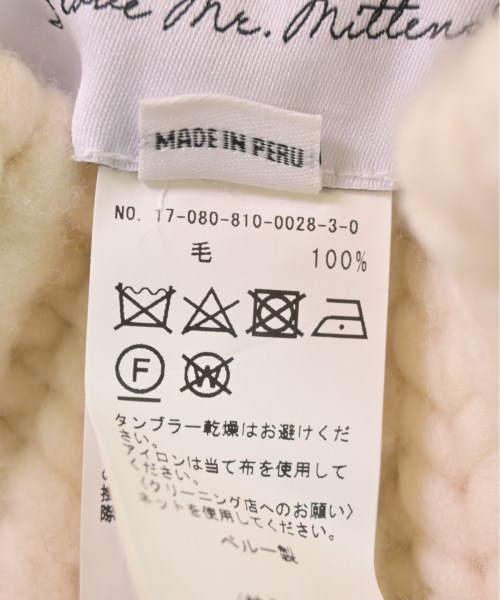 Mr. Mittens
MADE IN PERU
NO. 17-080-810-0028-3-0
毛 100%
F W
タンブラー乾燥はお避けくだ
さい。
アイロンは当て布を使用して
ください。
〈クリーニング店へのお願い〉
ネットを使用してください。
ペルー製